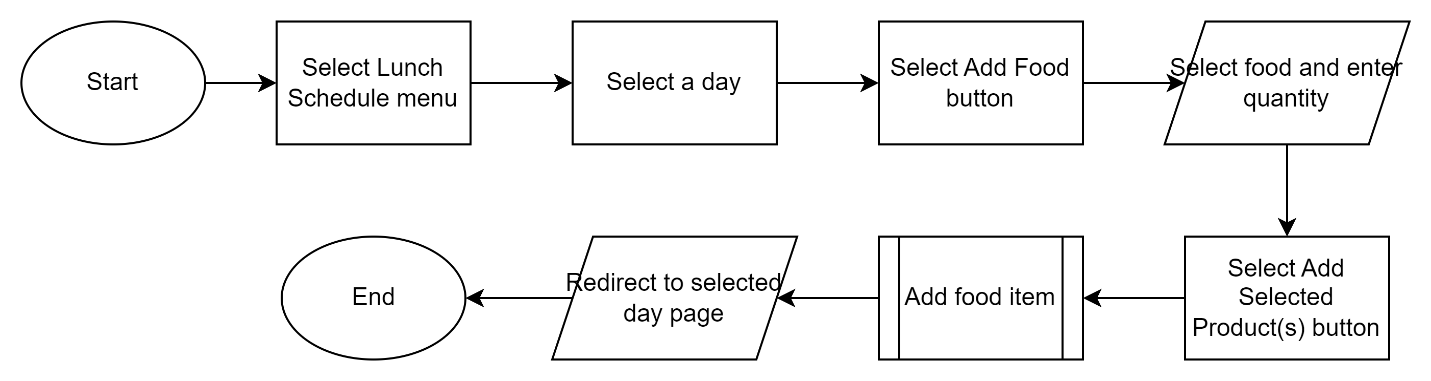 Start
Select Lunch
Schedule menu
Select a day
Select Add Food
button
Select food and enter
quantity
Select Add
Selected
Product(s) button
Add food item
Redirect to selected
day page
End